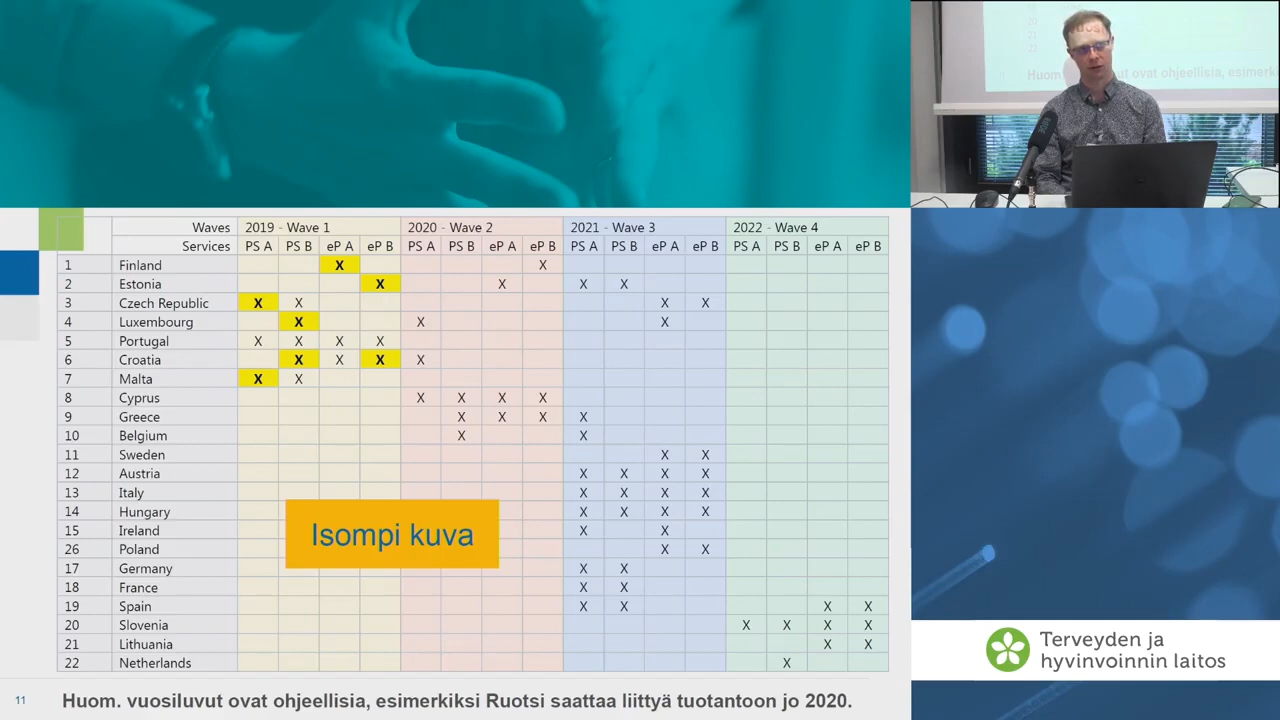 Waves 2019 - Wave 1 2020 - Wave 2 2021 - Wave 3 2022 - Wave 4
Services PS A PS B eP A eP B PS A PS B eP A eP B PS A PS B eP A eP B PS A PS B eP A eP B
1 Finland X X
2 Estonia X X X X
3 Czech Republic X X X X
4 Luxembourg X X X
5 Portugal X X X X
6 Croatia X X X X
7 Malta X X
8 Cyprus X X X X
9 Greece X X X X
10 Belgium X X
11 Sweden X X
12 Austria X X X X
13 Italy X X X X
14 Hungary X X X X
15 Ireland X X
26 Poland X X
17 Germany X X
18 France X X
19 Spain X X X X
20 Slovenia X X X X
21 Lithuania X X
22 Netherlands X
Isompi kuva
11 Huom. vuosiluvut ovat ohjeellisia, esimerkiksi Ruotsi saattaa liittyä tuotantoon jo 2020.
Terveyden ja
hyvinvoinnin laitos